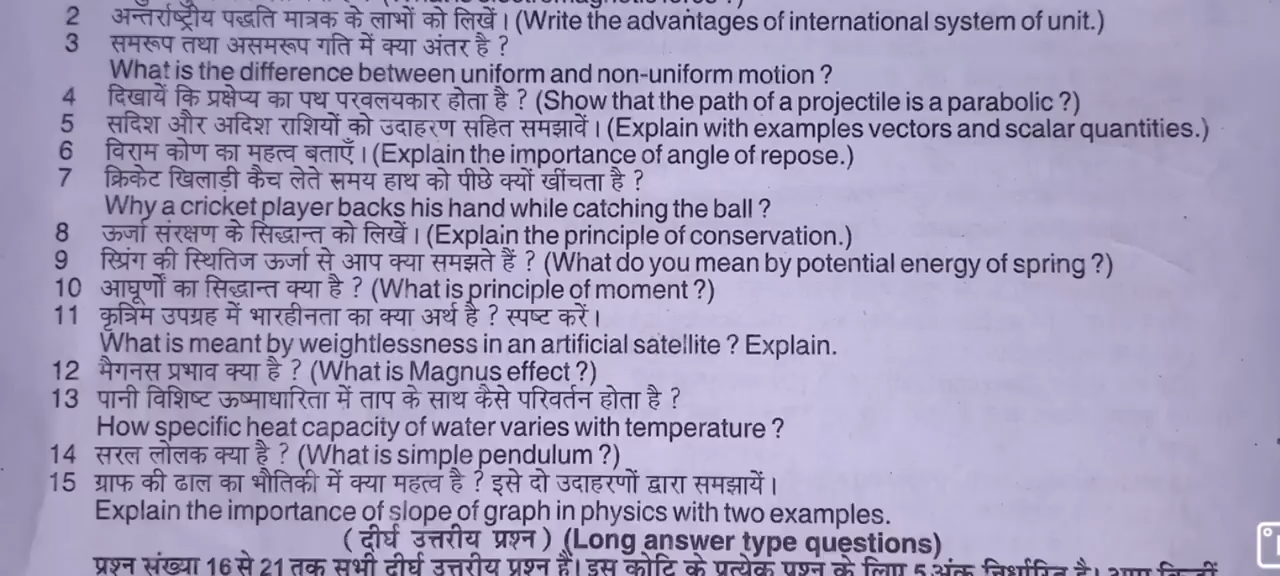 2 अन्तर्राष्ट्रीय पद्धति मात्रक के लाभों को लिखें। (Write the advantages of international system of unit.)
3 समरूप तथा असमरूप गति में क्या अंतर है ?
What is the difference between uniform and non-uniform motion ?
4 दिखायें कि प्रक्षेप्य का पथ परवलयकार होता है ? (Show that the path of a projectile is a parabolic ?)
5 सदिश और अदिश राशियों को उदाहरण सहित समझावें। (Explain with examples vectors and scalar quantities.)
6 विराम कोण का महत्व बताएँ। (Explain the importance of angle of repose.)
7 क्रिकेट खिलाड़ी कैच लेते समय हाथ को पीछे क्यों खींचता है ?
Why a cricket player backs his hand while catching the ball ?
8 ऊर्जा संरक्षण के सिद्धान्त को लिखें। (Explain the principle of conservation.)
9 स्प्रिंग की स्थितिज ऊर्जा से आप क्या समझते हैं ? (What do you mean by potential energy of spring ?)
10 आघूर्णों का सिद्धान्त क्या है ? (What is principle of moment ?)
11 कृत्रिम उपग्रह में भारहीनता का क्या अर्थ है ? स्पष्ट करें।
What is meant by weightlessness in an artificial satellite ? Explain.
12 मैगनस प्रभाव क्या है ? (What is Magnus effect ?)
13 पानी विशिष्ट ऊष्माधारिता में ताप के साथ कैसे परिवर्तन होता है ?
How specific heat capacity of water varies with temperature ?
14 सरल लोलक क्या है ? (What is simple pendulum ?)
15 ग्राफ की ढाल का भौतिकी में क्या महत्व है ? इसे दो उदाहरणों द्वारा समझायें।
Explain the importance of slope of graph in physics with two examples.
( दीर्घ उत्तरीय प्रश्न ) (Long answer type questions)
प्रश्न संख्या 16 से 21 तक सभी दीर्घ उत्तरीय प्रश्न हैं। इस कोटि के प्रत्येक प्रश्न के लिए 5 अंक निर्धारित है।